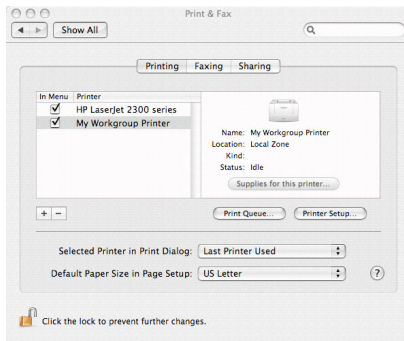 Print & Fax
Show All
Printing Faxing Sharing
In Menu Printer
HP LaserJet 2300 series
My Workgroup Printer
Name: My Workgroup Printer
Location: Local Zone
Kind:
Status: Idle
Supplies for this printer...
+ −
Print Queue... Printer Setup...
Selected Printer in Print Dialog: Last Printer Used
Default Paper Size in Page Setup: US Letter
?
Click the lock to prevent further changes.